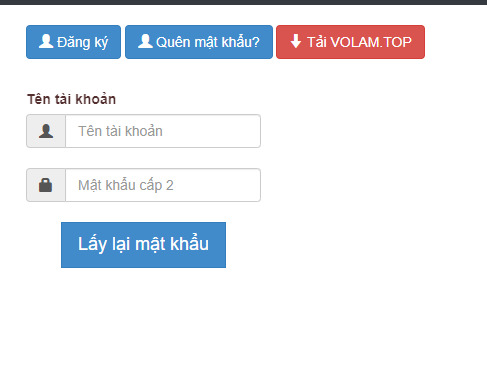 Đăng ký
Quên mật khẩu?
Tải VOLAM.TOP
Tên tài khoản
Tên tài khoản
Mật khẩu cấp 2
Lấy lại mật khẩu